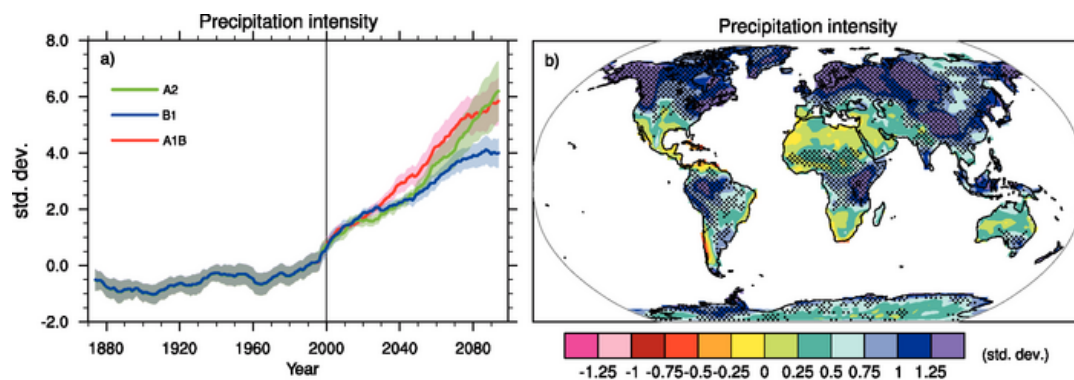 Precipitation intensity
a)
8.0
6.0
4.0
2.0
0.0
-2.0
std. dev.
A2
B1
A1B
1880 1920 1960 2000 2040 2080
Year
Precipitation intensity
b)
-1.25 -1 -0.75 -0.5 -0.25 0 0.25 0.5 0.75 1 1.25
(std. dev.)